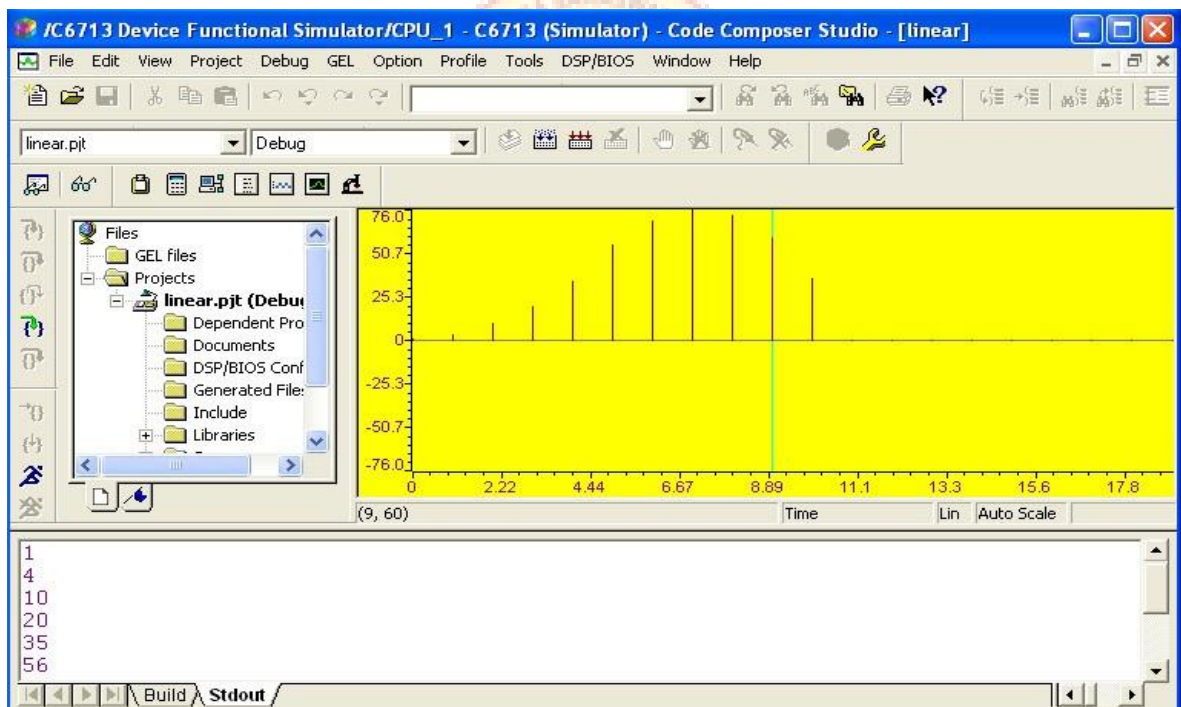 /C6713 Device Functional Simulator/CPU_1 - C6713 (Simulator) - Code Composer Studio - [linear]
File Edit View Project Debug GEL Option Profile Tools DSP/BIOS Window Help
linear.pjt Debug
Files
GEL files
Projects
linear.pjt (Debu
Dependent Pro
Documents
DSP/BIOS Conf
Generated File:
Include
Libraries
76.0
50.7
25.3
0
-25.3
-50.7
-76.0
0 2.22 4.44 6.67 8.89 11.1 13.3 15.6 17.8
(9, 60) Time Lin Auto Scale
1
4
10
20
35
56
Build Stdout